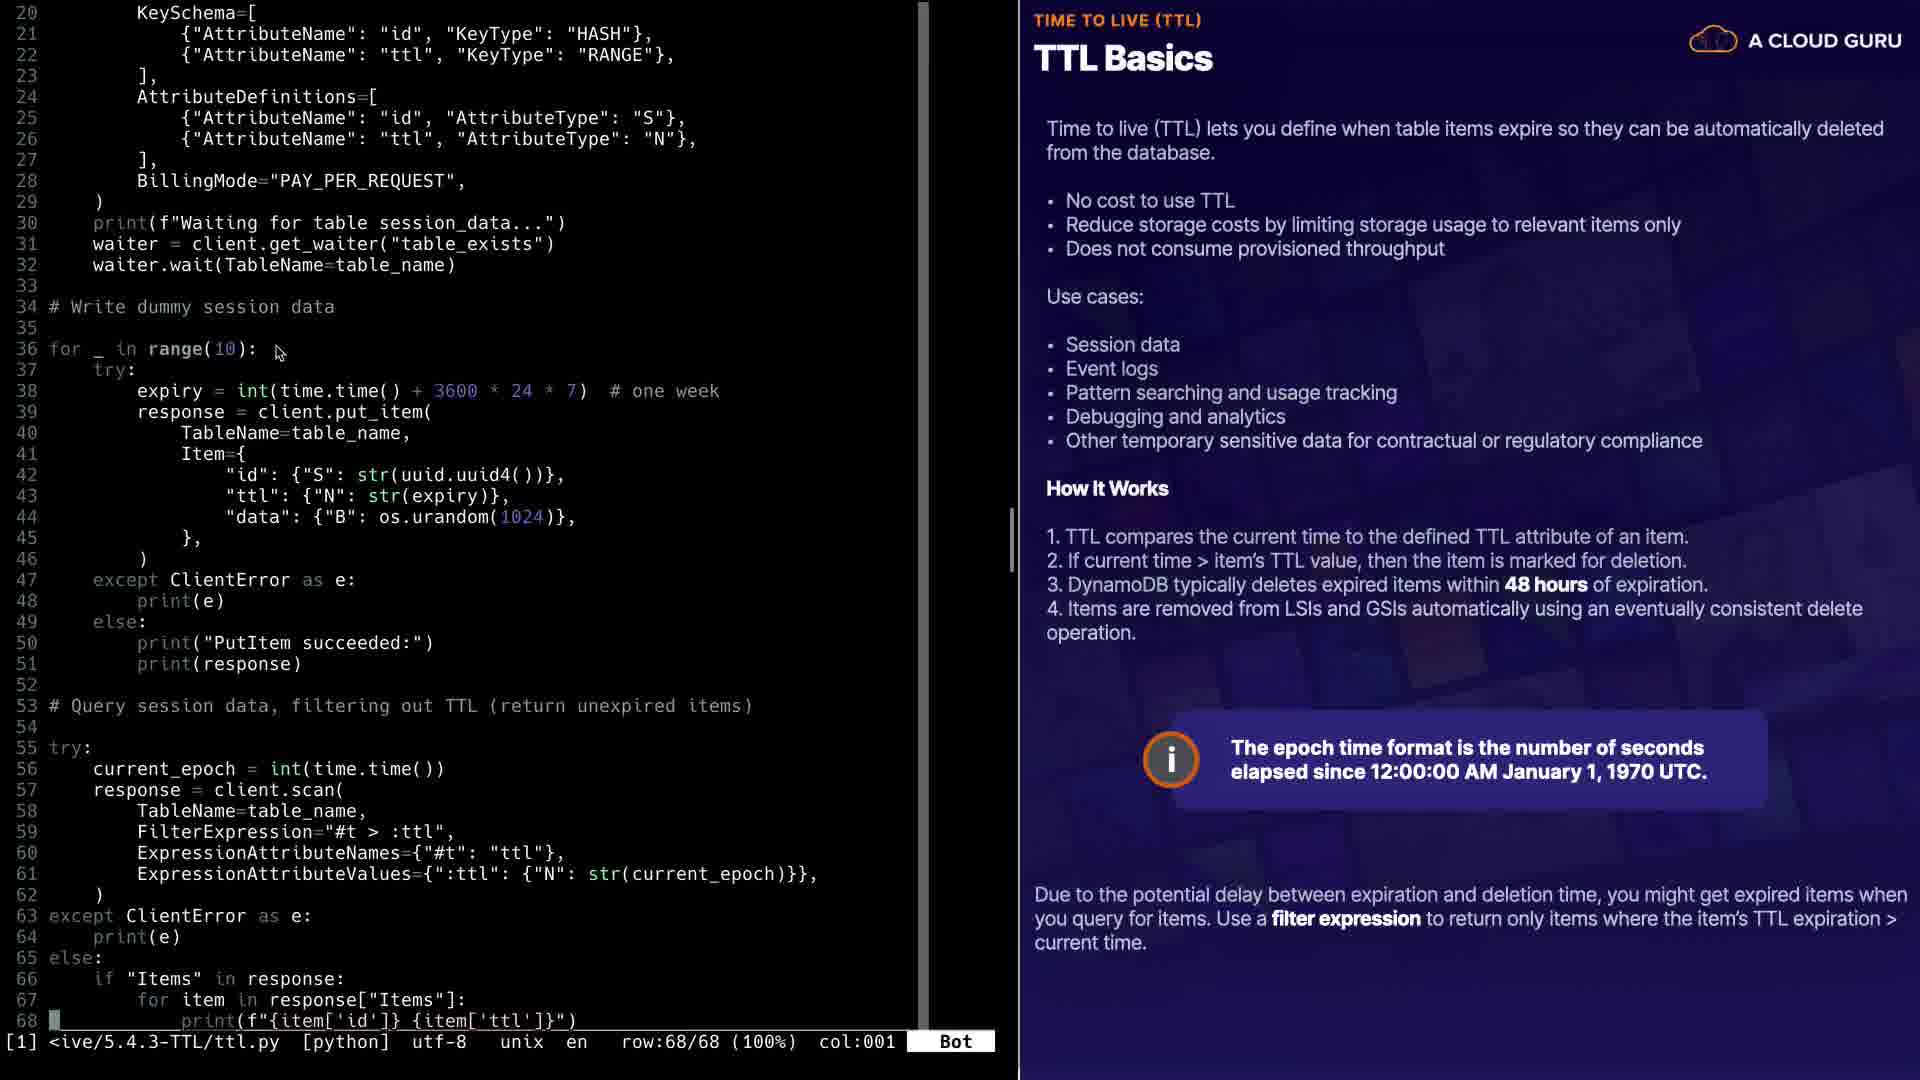 20         KeySchema=[
21             {"AttributeName": "id", "KeyType": "HASH"},
22             {"AttributeName": "ttl", "KeyType": "RANGE"},
23         ],
24         AttributeDefinitions=[
25             {"AttributeName": "id", "AttributeType": "S"},
26             {"AttributeName": "ttl", "AttributeType": "N"},
27         ],
28         BillingMode="PAY_PER_REQUEST",
29     )
30     print(f"Waiting for table session_data...")
31     waiter = client.get_waiter("table_exists")
32     waiter.wait(TableName=table_name)
33
34 # Write dummy session data
35
36 for _ in range(10):
37     try:
38         expiry = int(time.time() + 3600 * 24 * 7)  # one week
39         response = client.put_item(
40             TableName=table_name,
41             Item={
42                 "id": {"S": str(uuid.uuid4())},
43                 "ttl": {"N": str(expiry)},
44                 "data": {"B": os.urandom(1024)},
45             },
46         )
47     except ClientError as e:
48         print(e)
49     else:
50         print("PutItem succeeded:")
51         print(response)
52
53 # Query session data, filtering out TTL (return unexpired items)
54
55 try:
56     current_epoch = int(time.time())
57     response = client.scan(
58         TableName=table_name,
59         FilterExpression="#t > :ttl",
60         ExpressionAttributeNames={"#t": "ttl"},
61         ExpressionAttributeValues={":ttl": {"N": str(current_epoch)}},
62     )
63 except ClientError as e:
64     print(e)
65 else:
66     if "Items" in response:
67         for item in response["Items"]:
68             print(f"{item['id']} {item['ttl']}")
[1] <ive/5.4.3-TTL/ttl.py  [python]  utf-8   unix  en   row:68/68 (100%)  col:001   Bot
TIME TO LIVE (TTL)
TTL Basics
A CLOUD GURU
Time to live (TTL) lets you define when table items expire so they can be automatically deleted
from the database.
• No cost to use TTL
• Reduce storage costs by limiting storage usage to relevant items only
• Does not consume provisioned throughput
Use cases:
• Session data
• Event logs
• Pattern searching and usage tracking
• Debugging and analytics
• Other temporary sensitive data for contractual or regulatory compliance
How It Works
1. TTL compares the current time to the defined TTL attribute of an item.
2. If current time > item's TTL value, then the item is marked for deletion.
3. DynamoDB typically deletes expired items within 48 hours of expiration.
4. Items are removed from LSIs and GSIs automatically using an eventually consistent delete
operation.
i
The epoch time format is the number of seconds
elapsed since 12:00:00 AM January 1, 1970 UTC.
Due to the potential delay between expiration and deletion time, you might get expired items when
you query for items. Use a filter expression to return only items where the item's TTL expiration >
current time.